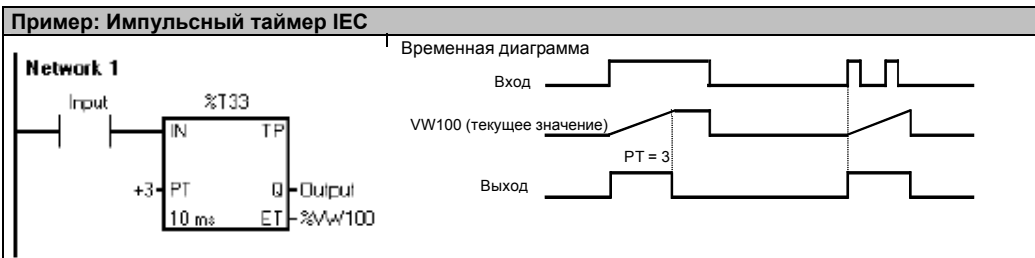 Пример: Импульсный таймер IEC
Network 1
Input
%T33
IN TP
+3 PT Q Output
10 ms ET %VW100
Временная диаграмма
Вход
VW100 (текущее значение)
PT = 3
Выход